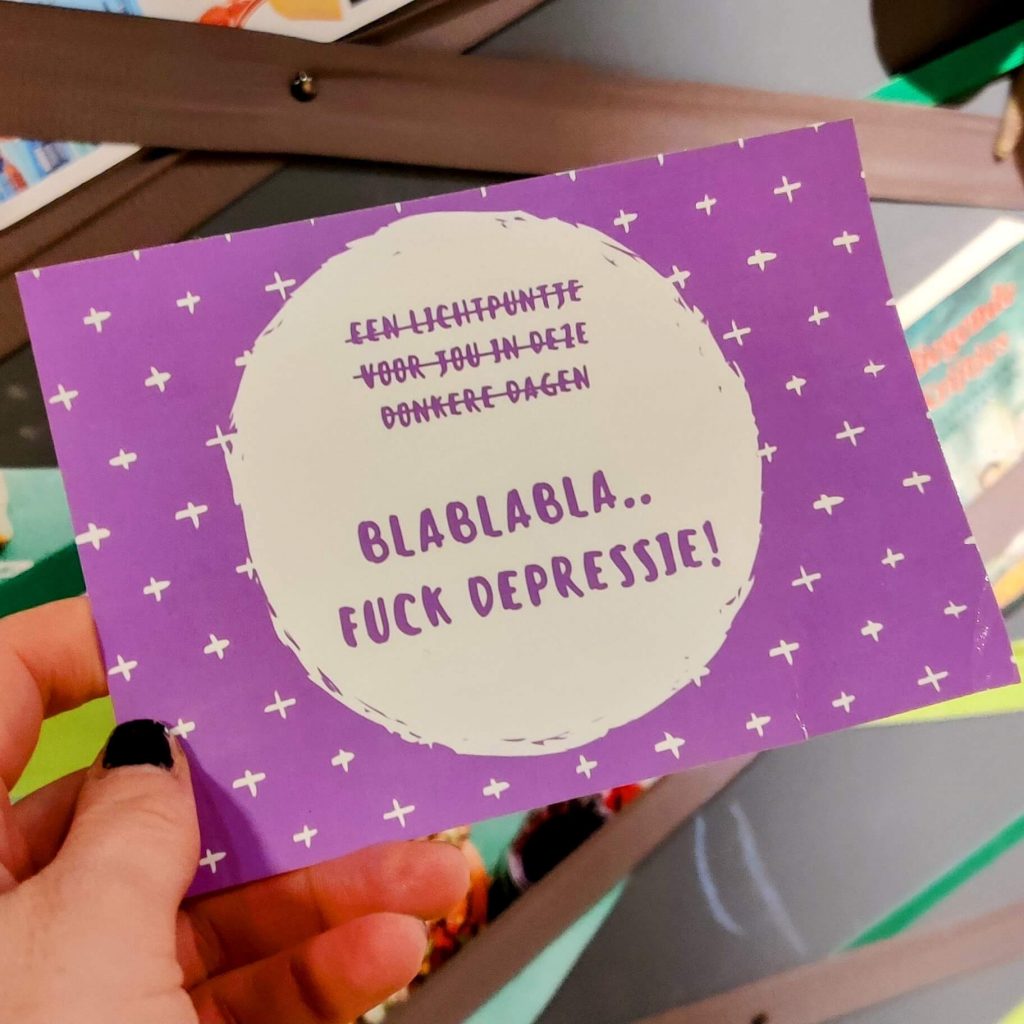 EEN LICHTPUNTJE
VOOR JOU IN DEZE
DONKERE DAGEN
BLABLABLA..
FUCK DEPRESSIE!